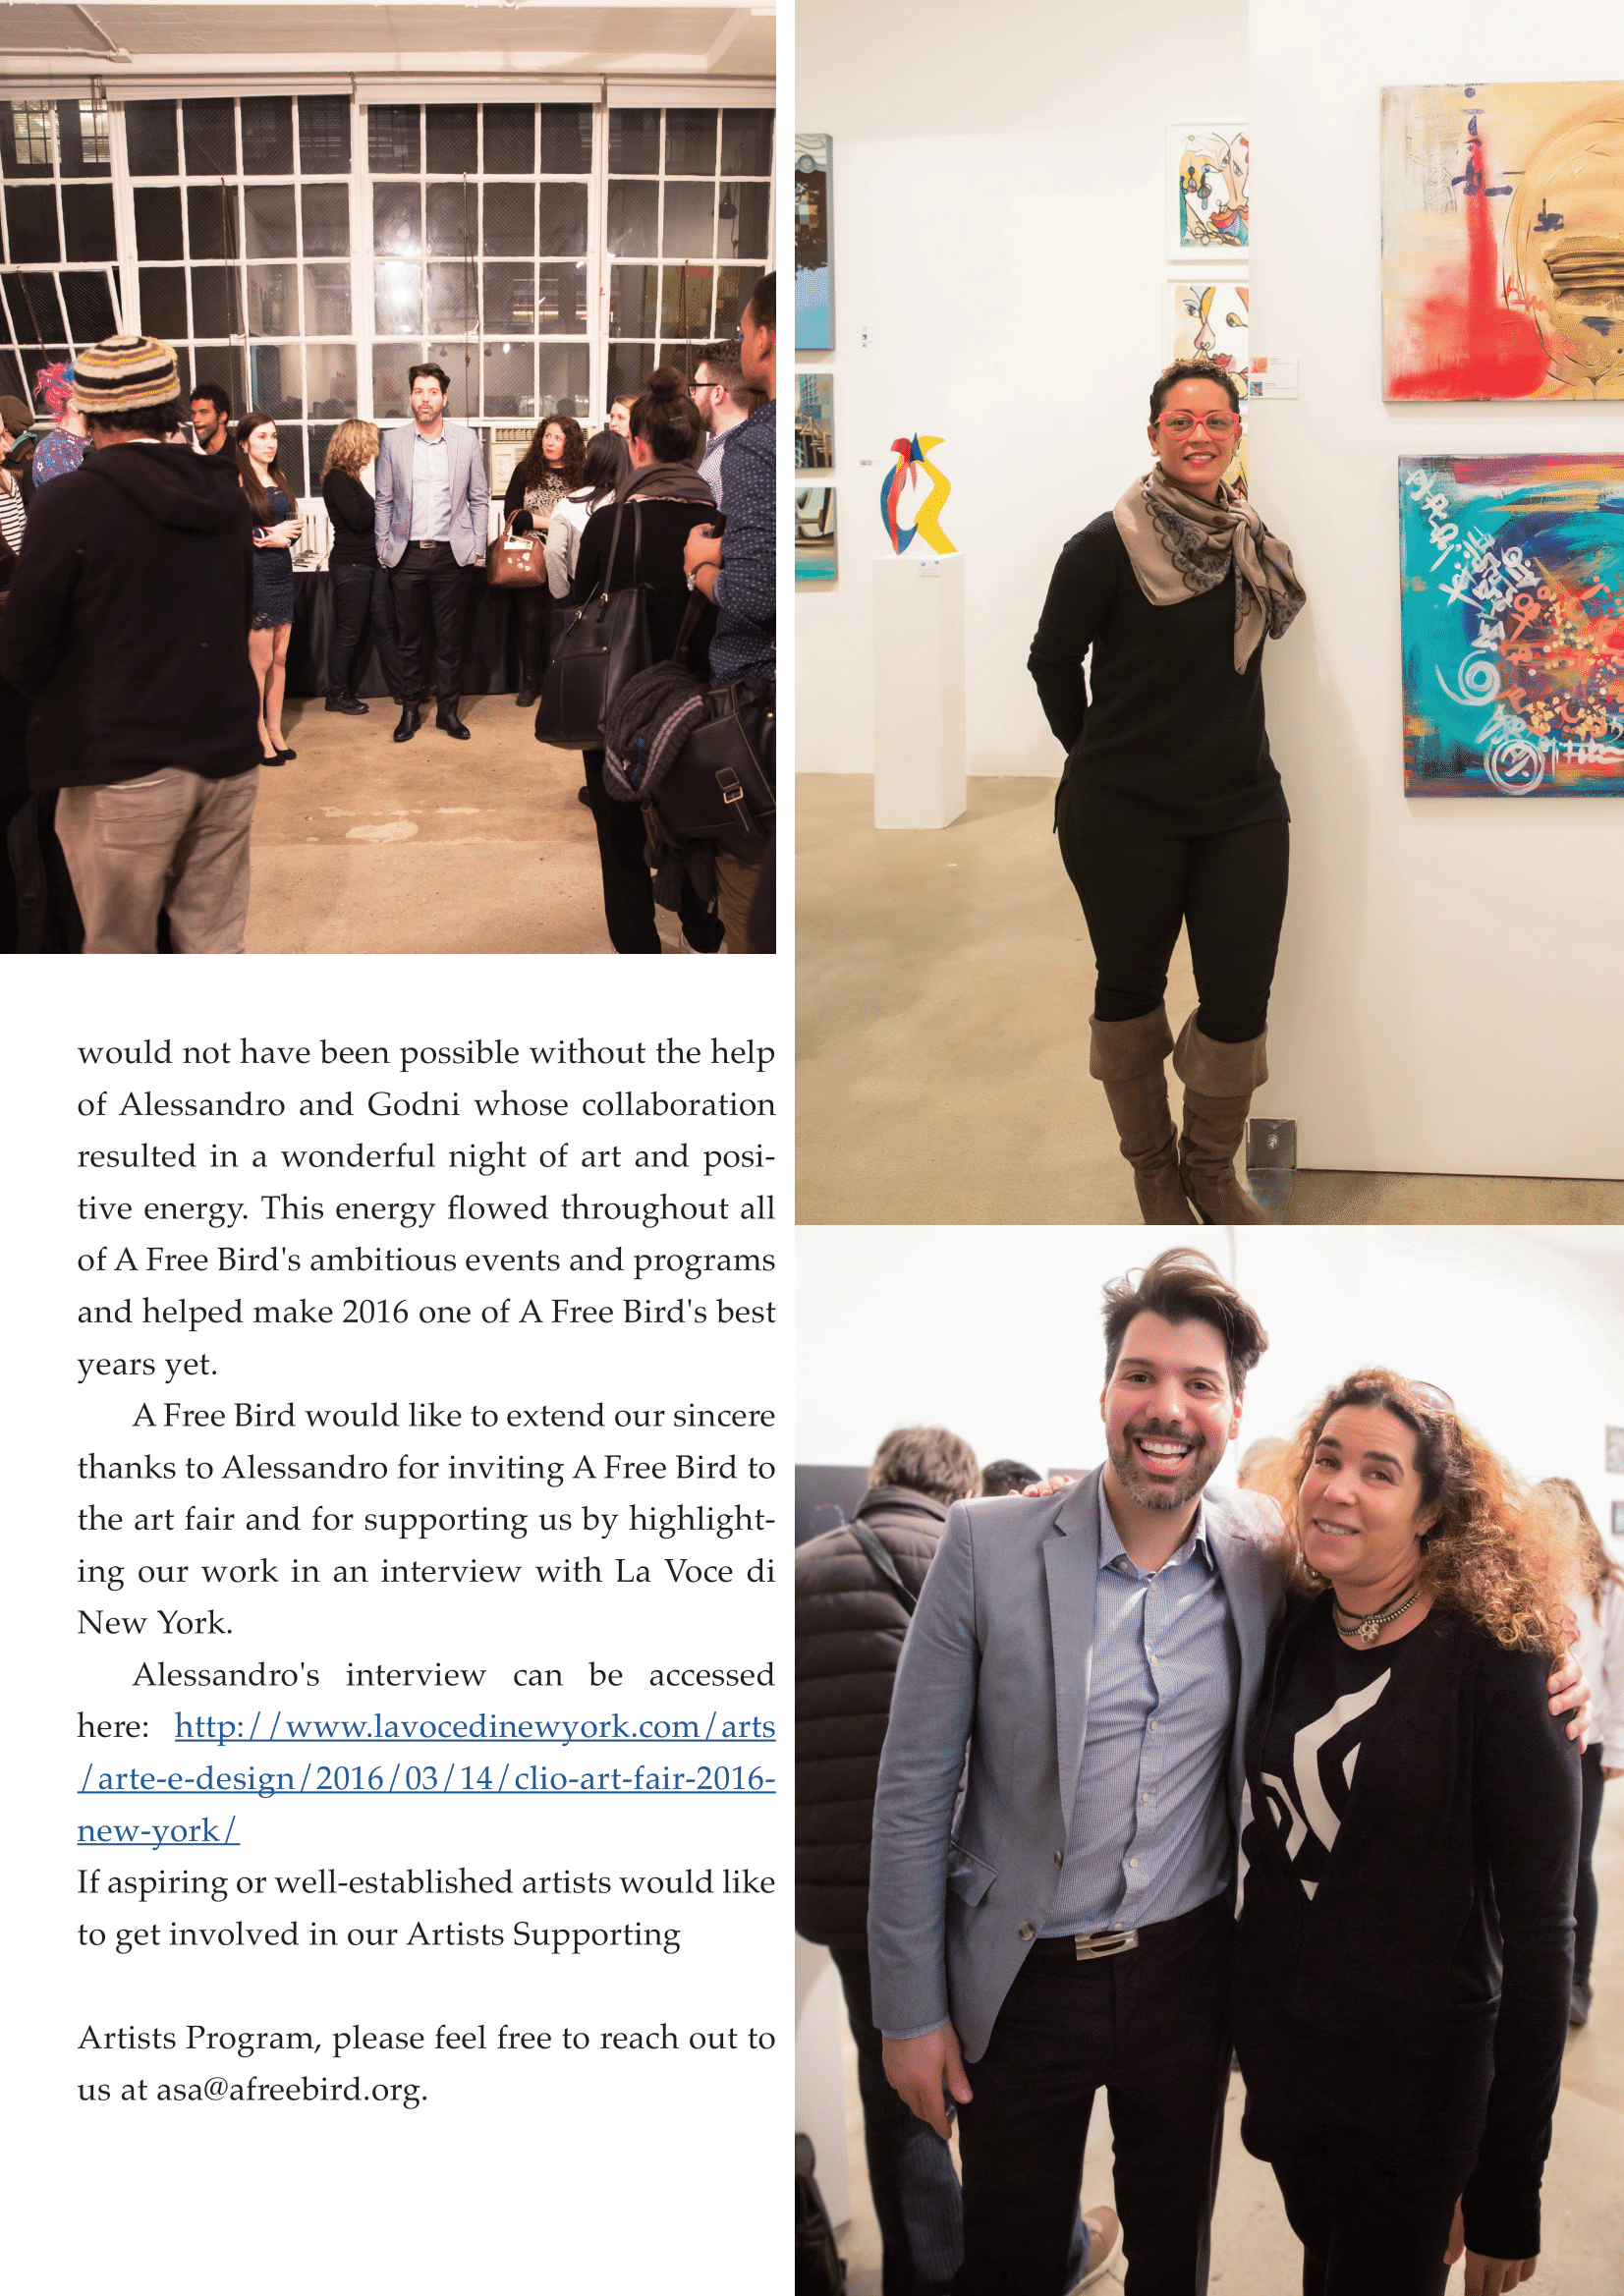 would not have been possible without the help
of Alessandro and Godni whose collaboration
resulted in a wonderful night of art and posi-
tive energy. This energy flowed throughout all
of A Free Bird's ambitious events and programs
and helped make 2016 one of A Free Bird's best
years yet.
A Free Bird would like to extend our sincere
thanks to Alessandro for inviting A Free Bird to
the art fair and for supporting us by highlight-
ing our work in an interview with La Voce di
New York.
Alessandro's interview can be accessed
here: http://www.lavocedinewyork.com/arts
/arte-e-design/2016/03/14/clio-art-fair-2016-
new-york/
If aspiring or well-established artists would like
to get involved in our Artists Supporting
Artists Program, please feel free to reach out to
us at asa@afreebird.org.